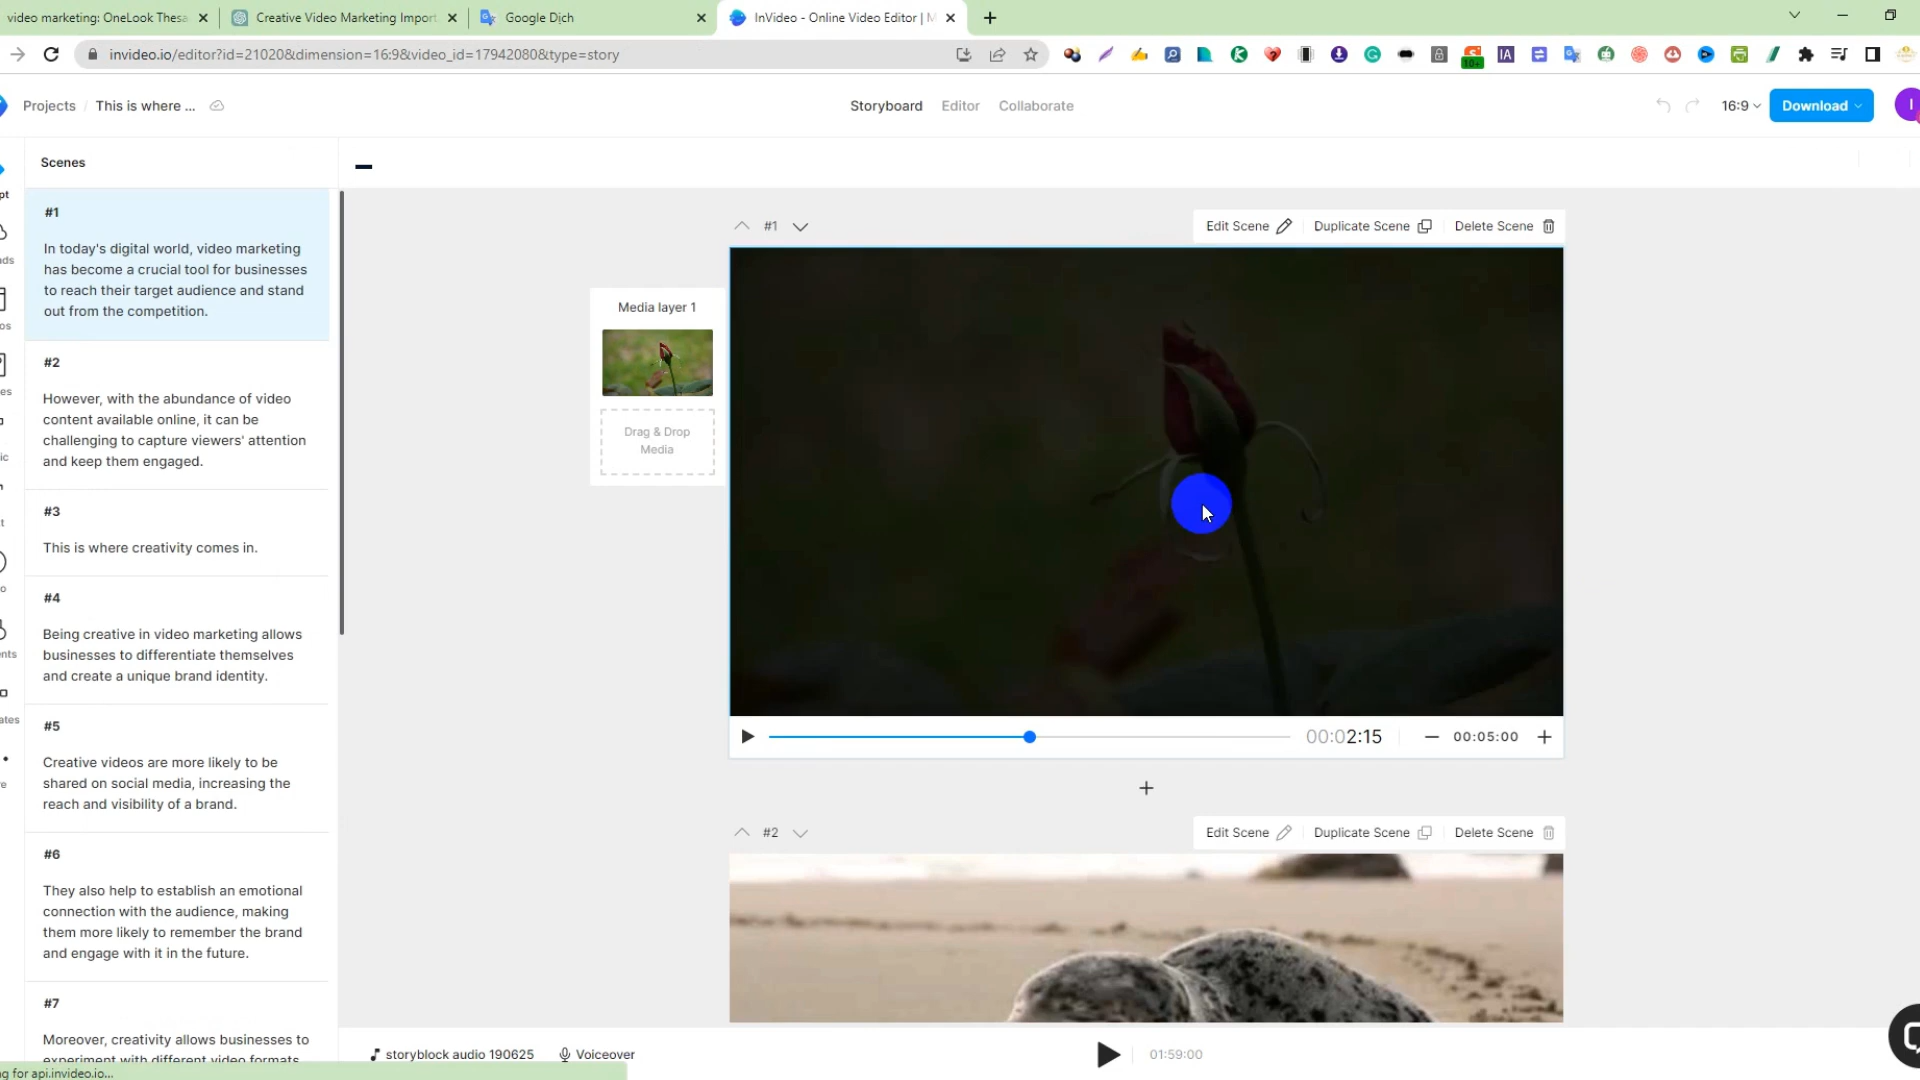 video marketing: OneLook Thesa
Creative Video Marketing Import
Google Dịch
InVideo - Online Video Editor | M
invideo.io/editor?id=21020&dimension=16:9&video_id=17942080&type=story
10+
IA
Projects / This is where ...
Storyboard Editor Collaborate
16:9
Download
I
Scenes
#1
In today's digital world, video marketing
has become a crucial tool for businesses
to reach their target audience and stand
out from the competition.
#2
However, with the abundance of video
content available online, it can be
challenging to capture viewers' attention
and keep them engaged.
#3
This is where creativity comes in.
#4
Being creative in video marketing allows
businesses to differentiate themselves
and create a unique brand identity.
#5
Creative videos are more likely to be
shared on social media, increasing the
reach and visibility of a brand.
#6
They also help to establish an emotional
connection with the audience, making
them more likely to remember the brand
and engage with it in the future.
#7
Moreover, creativity allows businesses to
experiment with different video formats
#1
Edit Scene Duplicate Scene Delete Scene
Media layer 1
Drag & Drop
Media
00:02:15
00:05:00
#2
Edit Scene Duplicate Scene Delete Scene
storyblock audio 190625
Voiceover
01:59:00
g for api.invideo.io...